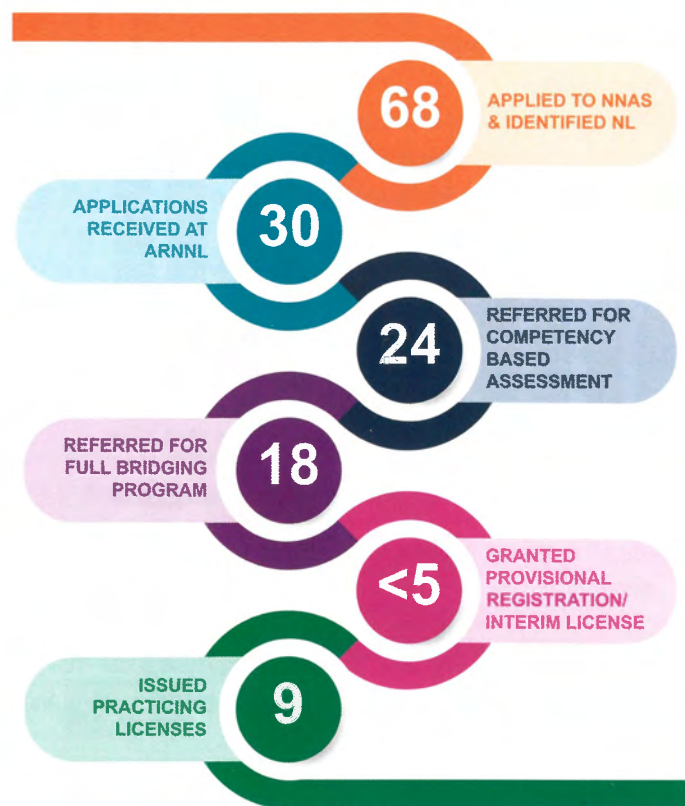 68
APPLIED TO NNAS
& IDENTIFIED NL
APPLICATIONS
RECEIVED AT
ARNNL
30
24
REFERRED FOR
COMPETENCY
BASED
ASSESSMENT
REFERRED FOR
FULL BRIDGING
PROGRAM
18
<5
GRANTED
PROVISIONAL
REGISTRATION/
INTERIM LICENSE
ISSUED
PRACTICING
LICENSES
9